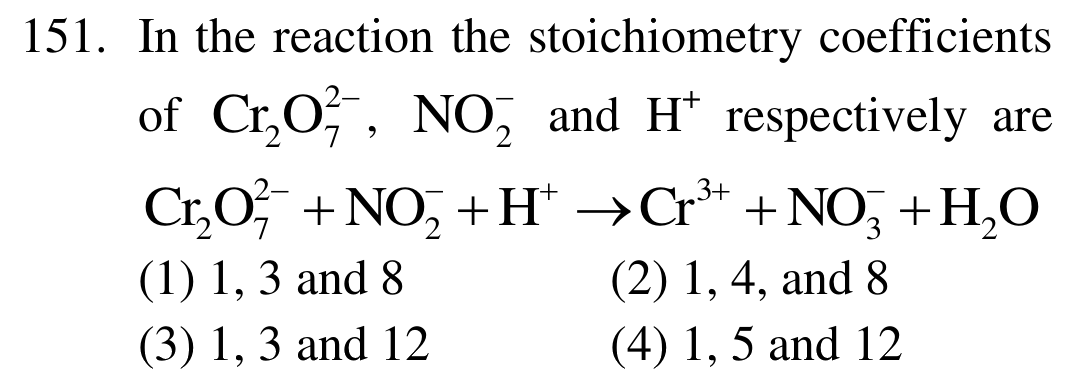 151. In the reaction the stoichiometry coefficients
of Cr₂O₇²⁻, NO₂⁻ and H⁺ respectively are
Cr₂O₇²⁻ + NO₂⁻ + H⁺ → Cr³⁺ + NO₃⁻ + H₂O
(1) 1, 3 and 8 (2) 1, 4, and 8
(3) 1, 3 and 12 (4) 1, 5 and 12